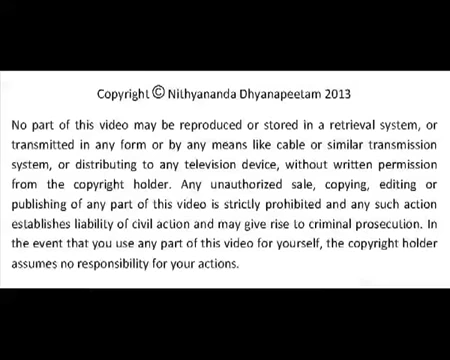 Copyright © Nithyananda Dhyanapeetam 2013
No part of this video may be reproduced or stored in a retrieval system, or
transmitted in any form or by any means like cable or similar transmission
system, or distributing to any television device, without written permission
from the copyright holder. Any unauthorized sale, copying, editing or
publishing of any part of this video is strictly prohibited and any such action
establishes liability of civil action and may give rise to criminal prosecution. In
the event that you use any part of this video for yourself, the copyright holder
assumes no responsibility for your actions.